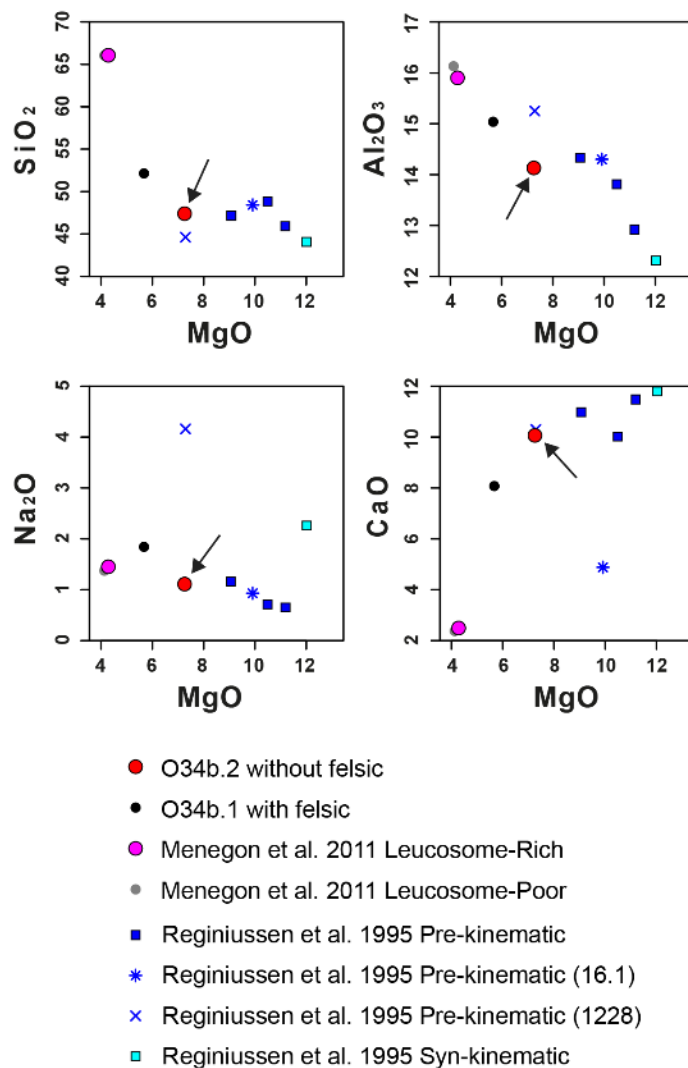 SiO2
40 45 50 55 60 65 70
4 6 8 10 12
MgO
Al2O3
12 13 14 15 16 17
4 6 8 10 12
MgO
Na2O
0 1 2 3 4 5
4 6 8 10 12
MgO
CaO
2 4 6 8 10 12
4 6 8 10 12
MgO
O34b.2 without felsic
O34b.1 with felsic
Menegon et al. 2011 Leucosome-Rich
Menegon et al. 2011 Leucosome-Poor
Reginiussen et al. 1995 Pre-kinematic
Reginiussen et al. 1995 Pre-kinematic (16.1)
Reginiussen et al. 1995 Pre-kinematic (1228)
Reginiussen et al. 1995 Syn-kinematic